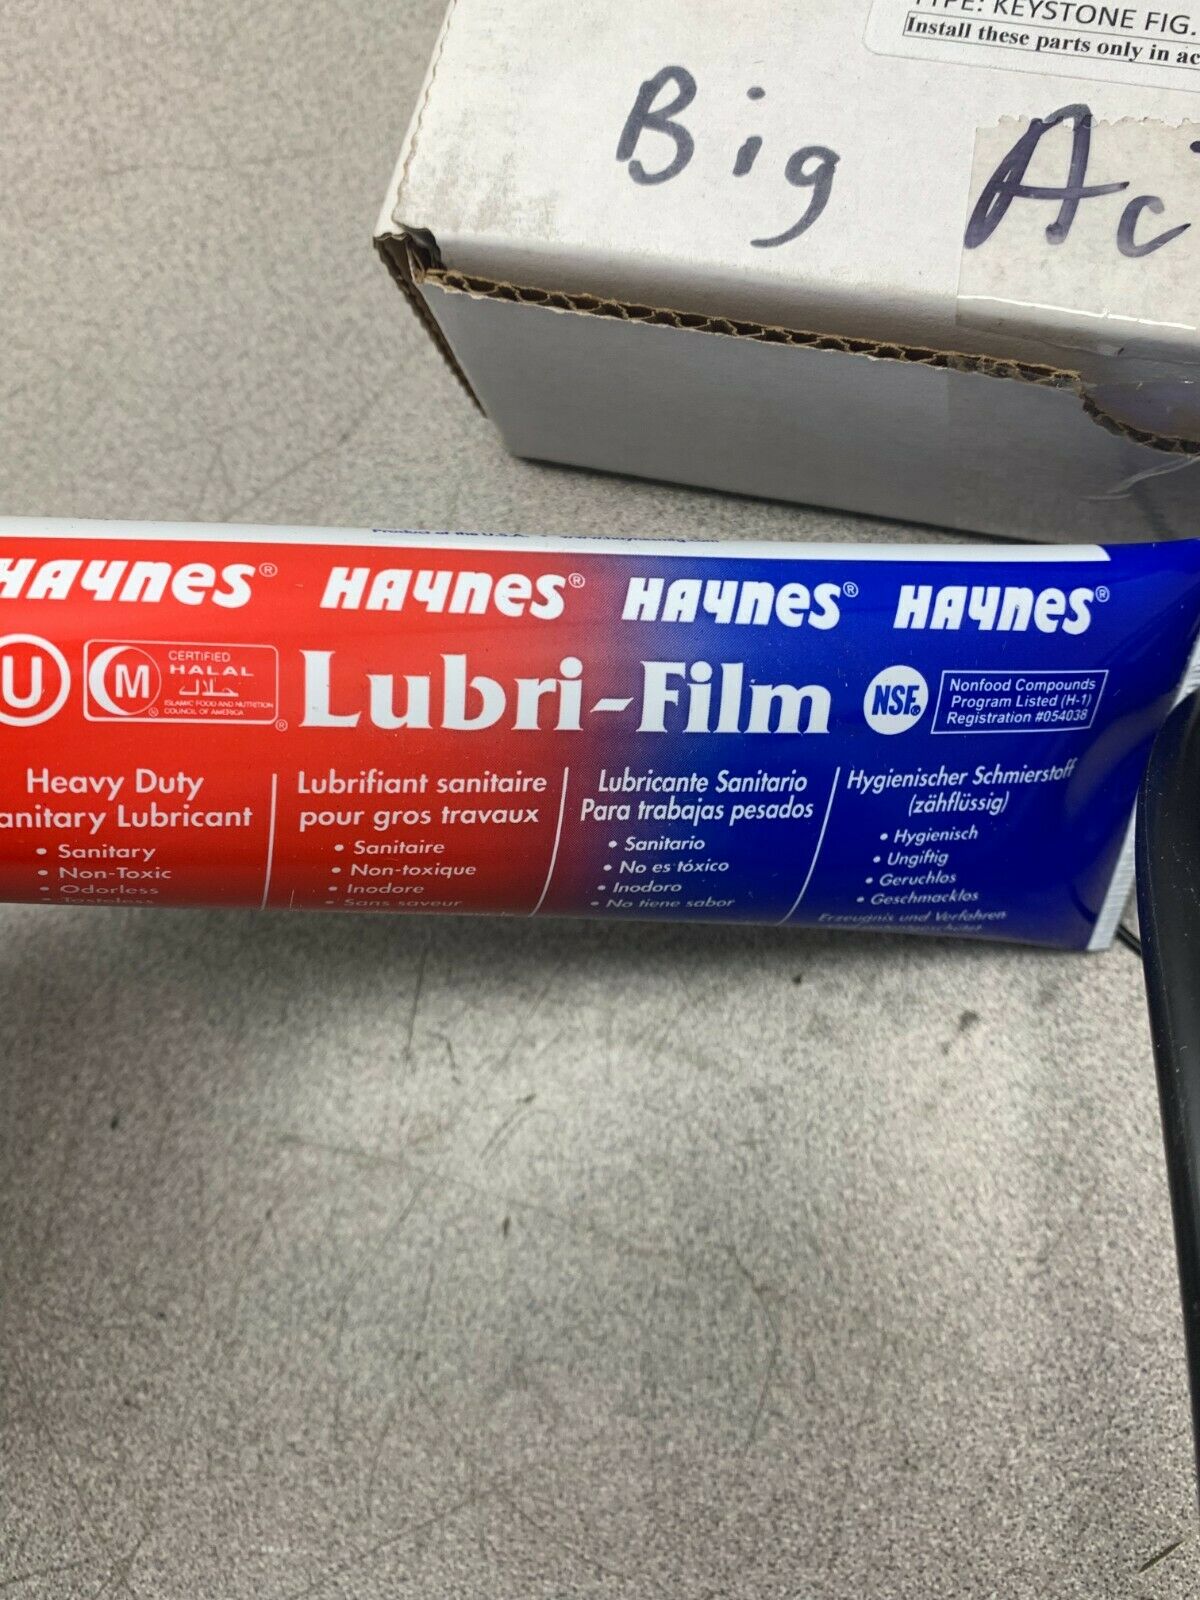 TYPE: KEYSTONE FIG.
Install these parts only in ac
Big Ac
Product of the U.S.A.
HAYNES® HAYNES® HAYNES® HAYNES®
U
M
CERTIFIED
HALAL
حلال
ISLAMIC FOOD AND NUTRITION
COUNCIL OF AMERICA
®
Lubri-Film
NSF®
Nonfood Compounds
Program Listed (H-1)
Registration #054038
Heavy Duty
anitary Lubricant
• Sanitary
• Non-Toxic
• Odorless
• Tasteless
Lubrifiant sanitaire
pour gros travaux
• Sanitaire
• Non-toxique
• Inodore
• Sans saveur
Lubricante Sanitario
Para trabajas pesados
• Sanitario
• No es tóxico
• Inodoro
• No tiene sabor
Hygienischer Schmierstoff
(zähflüssig)
• Hygienisch
• Ungiftig
• Geruchlos
• Geschmacklos
Erzeugnis und Verfahren